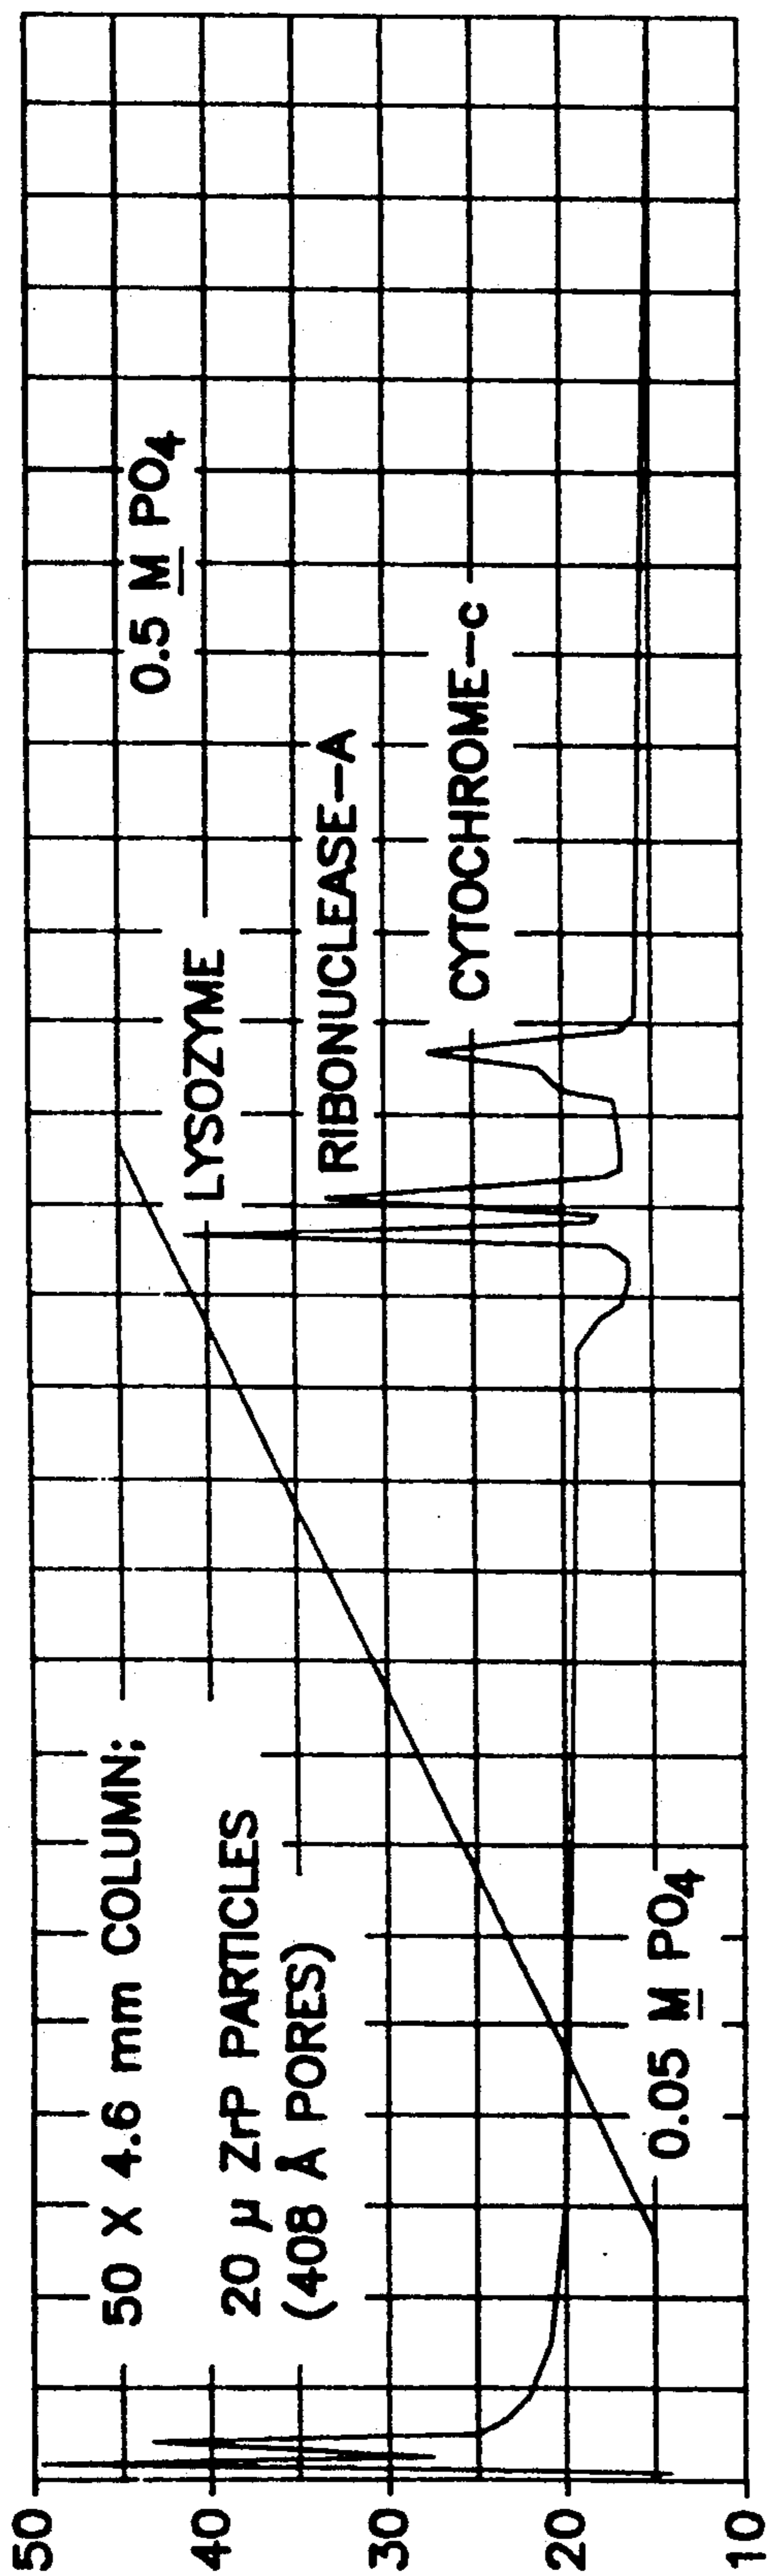 50 X 4.6 mm COLUMN;
20 μ ZrP PARTICLES
(408 Å PORES)
0.05 M PO4
0.5 M PO4
LYSOZYME
RIBONUCLEASE-A
CYTOCHROME-c
50
40
30
20
10